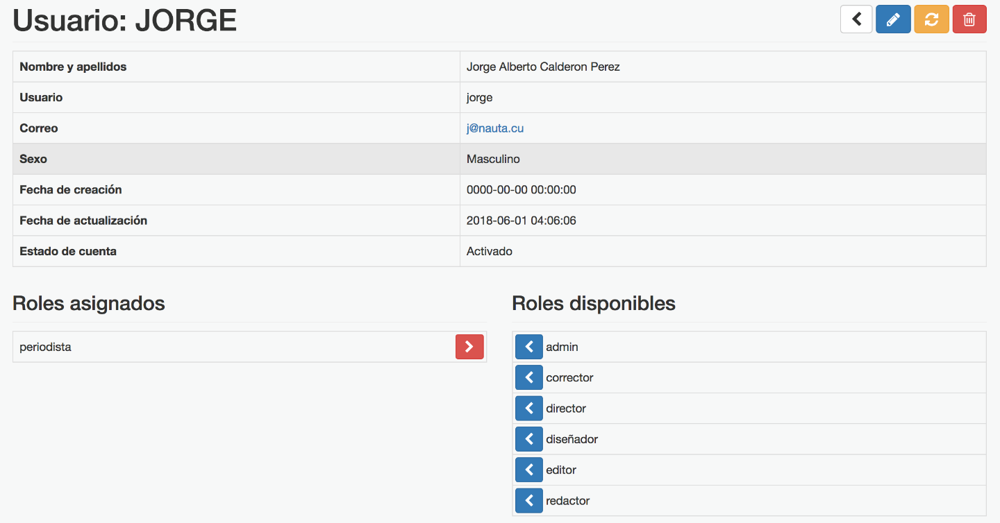 Usuario: JORGE
Nombre y apellidos Jorge Alberto Calderon Perez
Usuario jorge
Correo j@nauta.cu
Sexo Masculino
Fecha de creación 0000-00-00 00:00:00
Fecha de actualización 2018-06-01 04:06:06
Estado de cuenta Activado
Roles asignados
periodista
Roles disponibles
admin
corrector
director
diseñador
editor
redactor